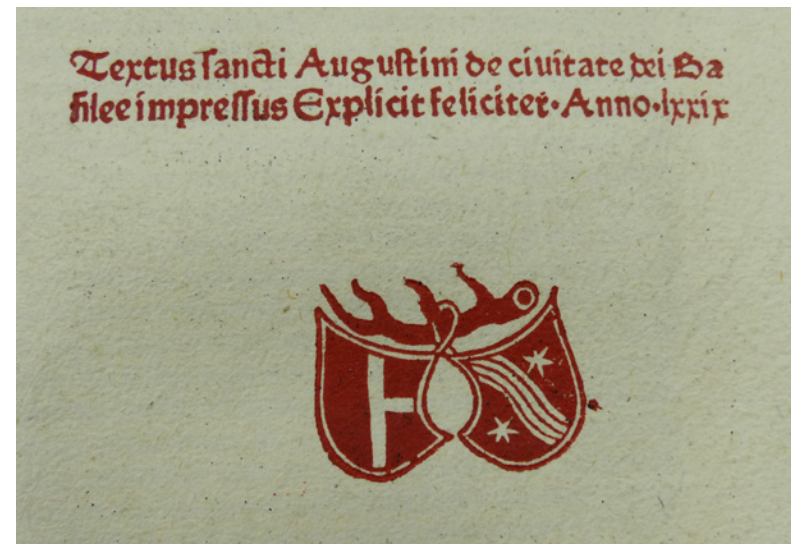 Textus sancti Augustini de ciuitate dei Ba
silee impressus Explicit feliciter·Anno·lxxix